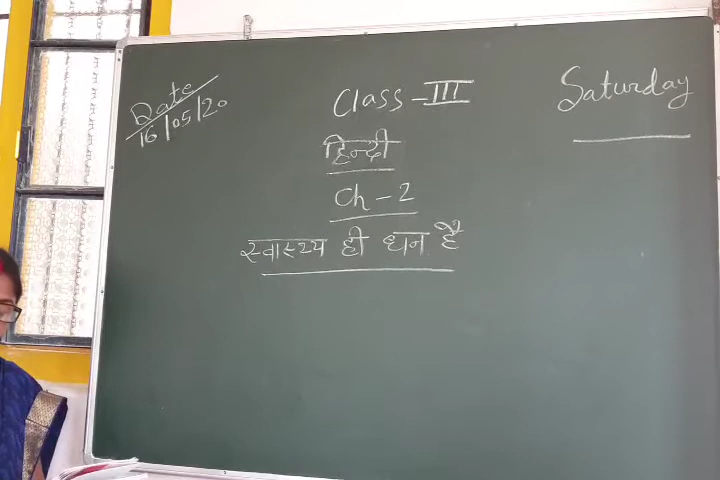 Date
16/05/20
Class - III
Saturday
हिन्दी
Ch - 2
स्वास्थ्य ही धन है